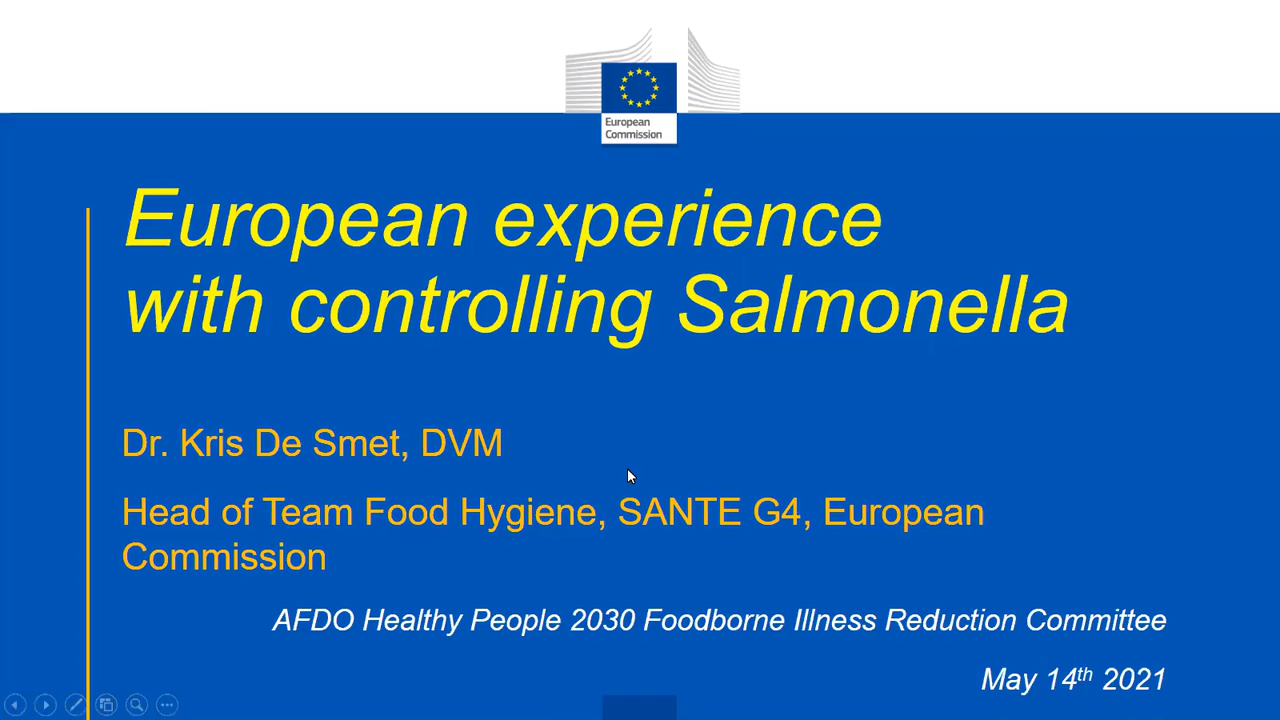 European
Commission
European experience
with controlling Salmonella
Dr. Kris De Smet, DVM
Head of Team Food Hygiene, SANTE G4, European
Commission
AFDO Healthy People 2030 Foodborne Illness Reduction Committee
May 14th 2021